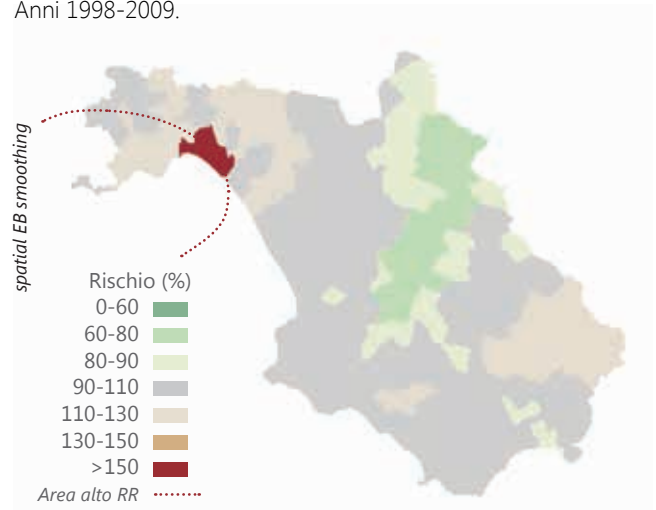 Anni 1998-2009.
spatial EB smoothing
Rischio (%)
0-60
60-80
80-90
90-110
110-130
130-150
>150
Area alto RR